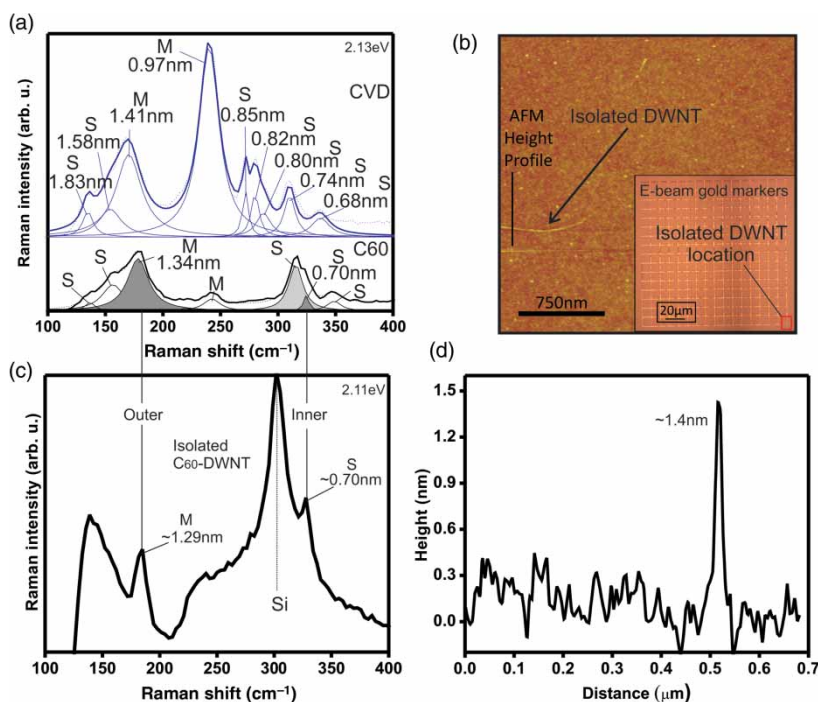 (a)
Raman intensity (arb. u.)
2.13eV
CVD
M
0.97nm
M
1.41nm
S
1.58nm
S
1.83nm
S
0.85nm
S
0.82nm
S
0.80nm
S
0.74nm
S
0.68nm
C60
S
S
M
1.34nm
M
S
0.70nm
S
100 150 200 250 300 350 400
Raman shift (cm⁻¹)
(b)
Isolated DWNT
AFM
Height
Profile
750nm
E-beam gold markers
Isolated DWNT
location
20µm
(c)
Raman intensity (arb. u.)
2.11eV
Outer
Inner
Isolated
C60-DWNT
S
~0.70nm
M
~1.29nm
Si
100 150 200 250 300 350 400
Raman shift (cm⁻¹)
(d)
Height (nm)
1.5
1.2
0.9
0.6
0.3
0.0
~1.4nm
0.0 0.1 0.2 0.3 0.4 0.5 0.6 0.7
Distance (µm)